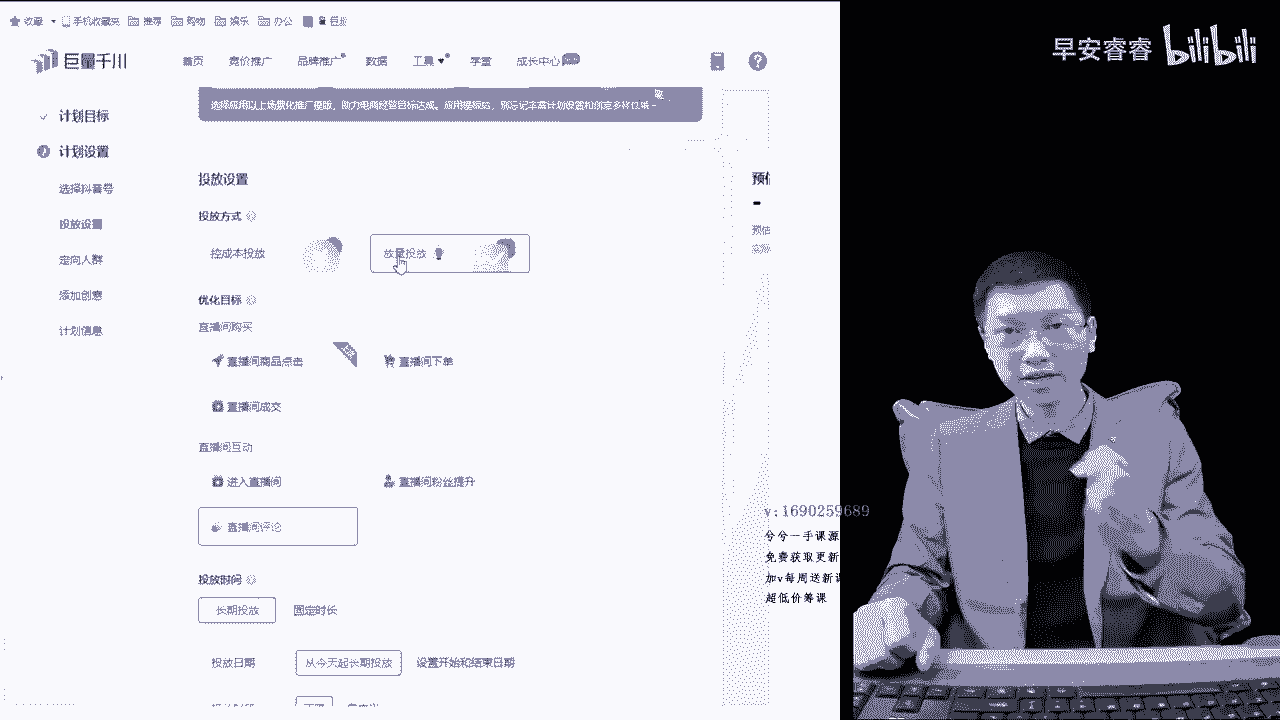 收藏 手机收藏夹 推荐 购物 娱乐 办公
巨量千川 首页 竞价推广 品牌推广 数据 工具 学堂 成长中心
早安睿睿 bilibili
选择应用以上场景化推广模版，助力电商经营目标达成。应用模版后，别忘记丰富计划设置和创意多样性哦~
计划目标
计划设置
选择抖音号
投放设置
定向人群
添加创意
计划信息
投放设置
投放方式
控成本投放 放量投放
优化目标
直播间购买
直播间商品点击 直播间下单
直播间成交
直播间互动
进入直播间 直播间粉丝提升
直播间评论
投放时间
长期投放 固定时长
投放日期 从今天起长期投放 设置开始和结束日期
预估
v:1690259689
兮兮一手课源
免费获取更新
加v每周送新
超低价筹课